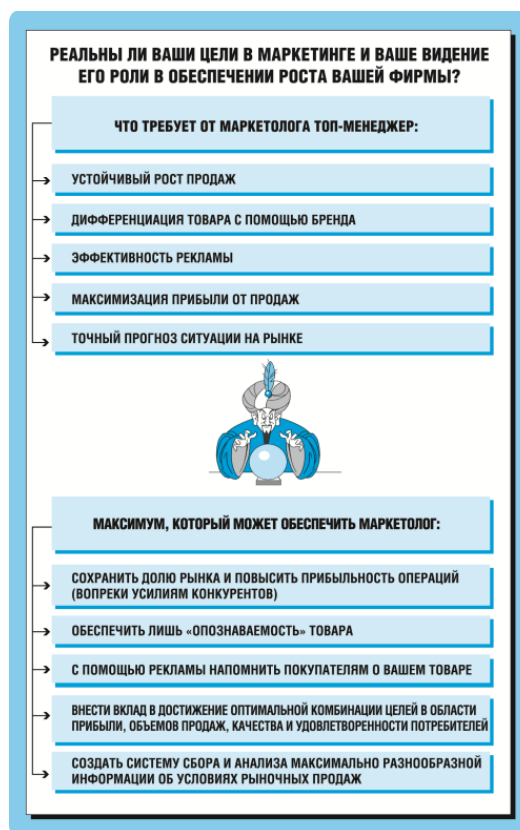 РЕАЛЬНЫ ЛИ ВАШИ ЦЕЛИ В МАРКЕТИНГЕ И ВАШЕ ВИДЕНИЕ
ЕГО РОЛИ В ОБЕСПЕЧЕНИИ РОСТА ВАШЕЙ ФИРМЫ?
ЧТО ТРЕБУЕТ ОТ МАРКЕТОЛОГА ТОП-МЕНЕДЖЕР:
УСТОЙЧИВЫЙ РОСТ ПРОДАЖ
ДИФФЕРЕНЦИАЦИЯ ТОВАРА С ПОМОЩЬЮ БРЕНДА
ЭФФЕКТИВНОСТЬ РЕКЛАМЫ
МАКСИМИЗАЦИЯ ПРИБЫЛИ ОТ ПРОДАЖ
ТОЧНЫЙ ПРОГНОЗ СИТУАЦИИ НА РЫНКЕ
МАКСИМУМ, КОТОРЫЙ МОЖЕТ ОБЕСПЕЧИТЬ МАРКЕТОЛОГ:
СОХРАНИТЬ ДОЛЮ РЫНКА И ПОВЫСИТЬ ПРИБЫЛЬНОСТЬ ОПЕРАЦИЙ
(ВОПРЕКИ УСИЛИЯМ КОНКУРЕНТОВ)
ОБЕСПЕЧИТЬ ЛИШЬ «ОПОЗНАВАЕМОСТЬ» ТОВАРА
С ПОМОЩЬЮ РЕКЛАМЫ НАПОМНИТЬ ПОКУПАТЕЛЯМ О ВАШЕМ ТОВАРЕ
ВНЕСТИ ВКЛАД В ДОСТИЖЕНИЕ ОПТИМАЛЬНОЙ КОМБИНАЦИИ ЦЕЛЕЙ В ОБЛАСТИ
ПРИБЫЛИ, ОБЪЕМОВ ПРОДАЖ, КАЧЕСТВА И УДОВЛЕТВОРЕННОСТИ ПОТРЕБИТЕЛЕЙ
СОЗДАТЬ СИСТЕМУ СБОРА И АНАЛИЗА МАКСИМАЛЬНО РАЗНООБРАЗНОЙ
ИНФОРМАЦИИ ОБ УСЛОВИЯХ РЫНОЧНЫХ ПРОДАЖ